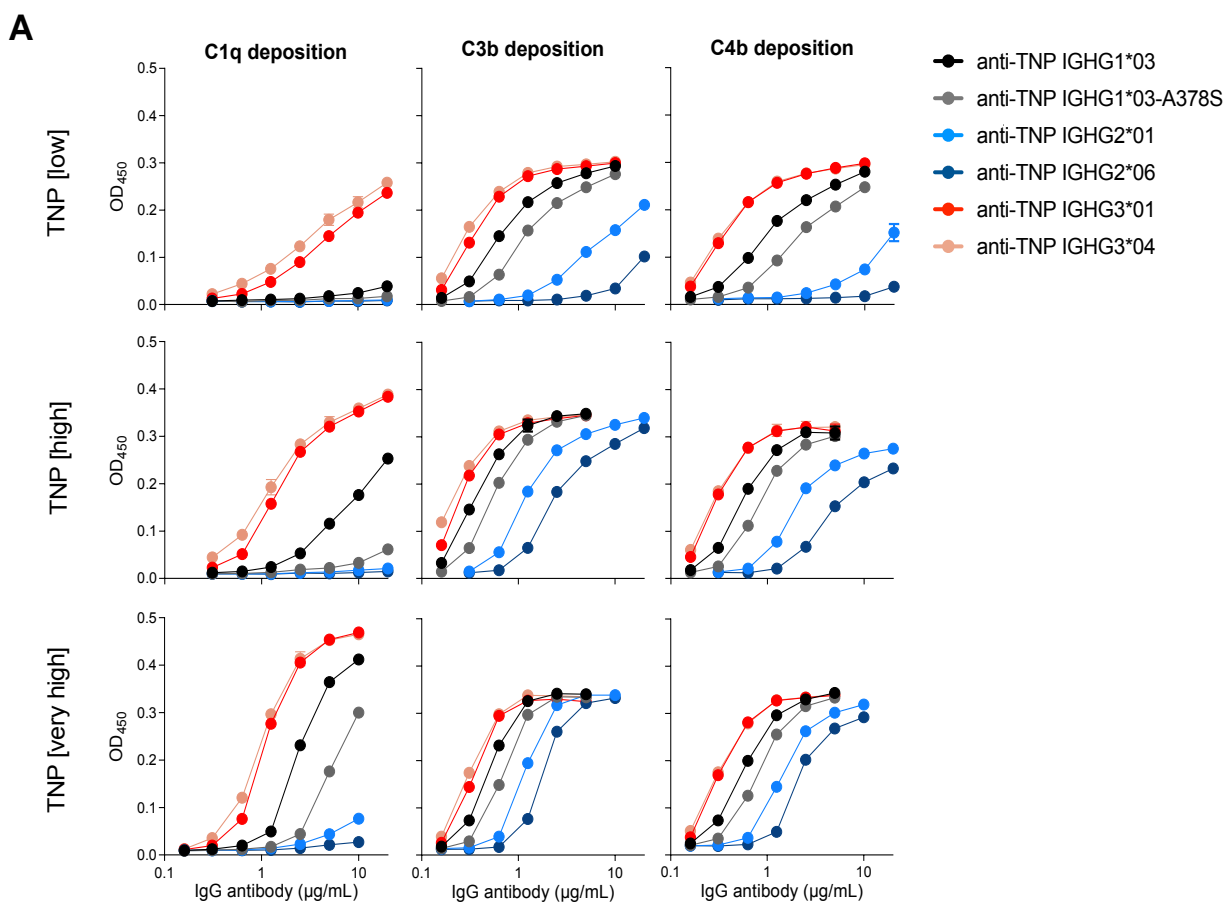 A
C1q deposition
C3b deposition
C4b deposition
anti-TNP IGHG1*03
anti-TNP IGHG1*03-A378S
anti-TNP IGHG2*01
anti-TNP IGHG2*06
anti-TNP IGHG3*01
anti-TNP IGHG3*04
TNP [low]
OD450
0.5
0.4
0.3
0.2
0.1
0.0
TNP [high]
OD450
0.5
0.4
0.3
0.2
0.1
0.0
TNP [very high]
OD450
0.5
0.4
0.3
0.2
0.1
0.0
0.1 1 10
0.1 1 10
0.1 1 10
IgG antibody (µg/mL)
IgG antibody (µg/mL)
IgG antibody (µg/mL)